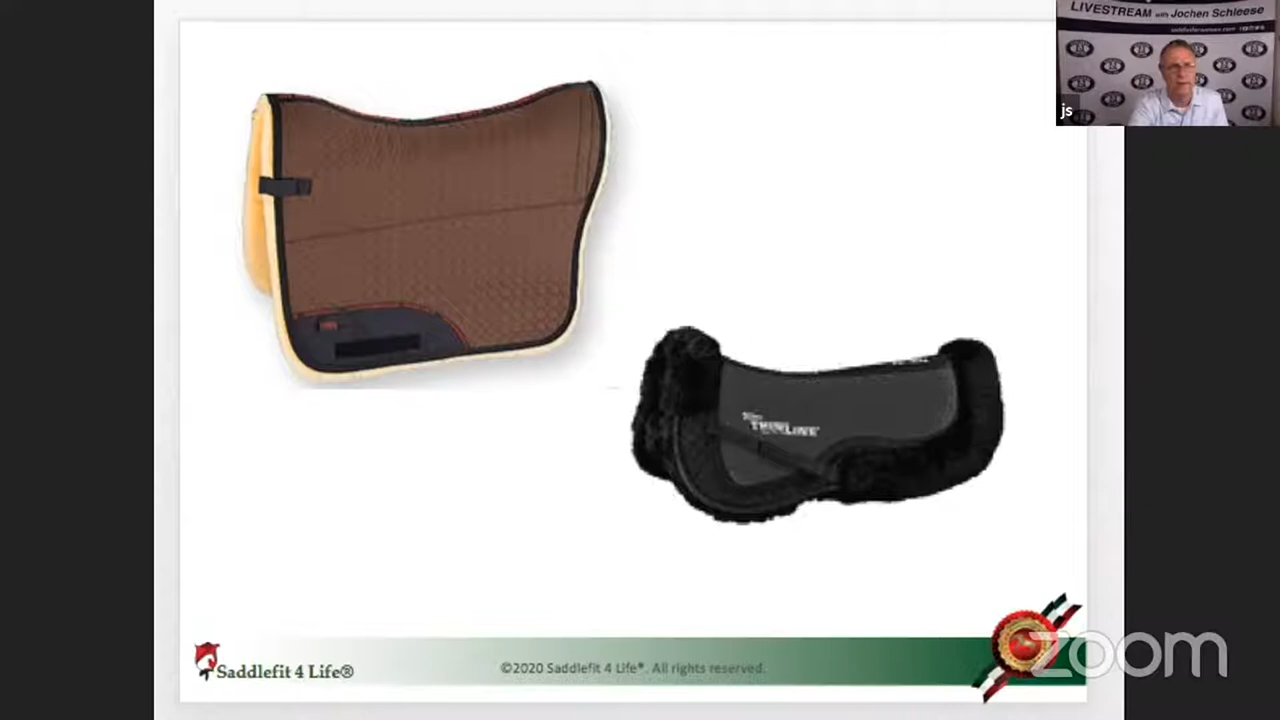 LIVESTREAM with Jochen Schleese
js
THINLINE
Saddlefit 4 Life®
©2020 Saddlefit 4 Life®. All rights reserved.
zoom